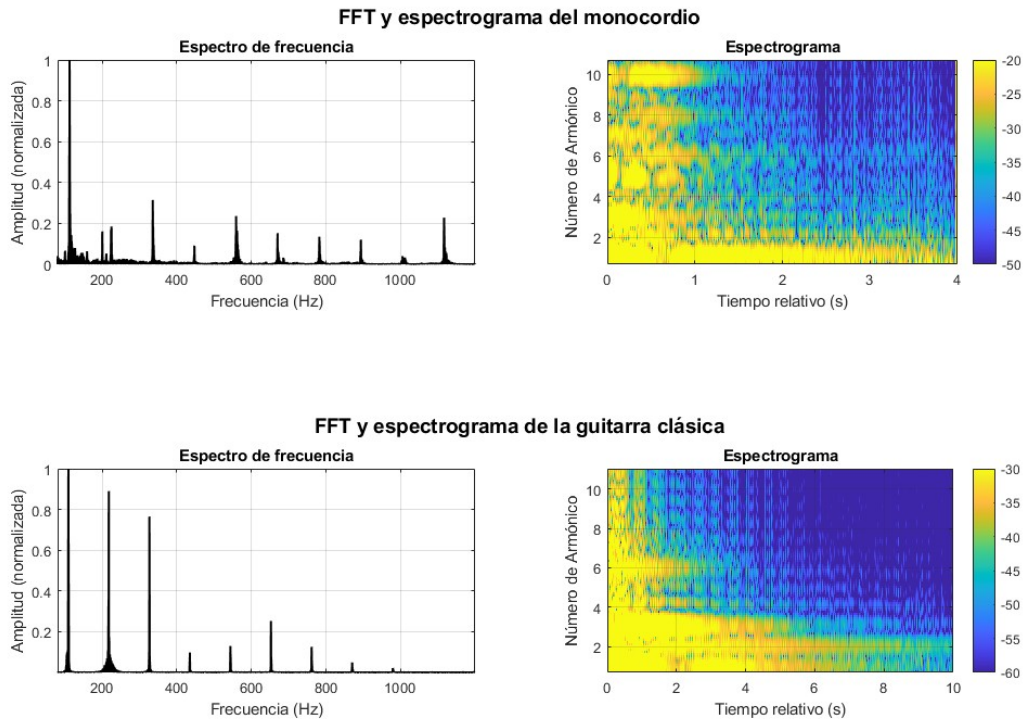 FFT y espectrograma del monocordio
Espectro de frecuencia
Amplitud (normalizada)
1
0.8
0.6
0.4
0.2
0
200 400 600 800 1000
Frecuencia (Hz)
Espectrograma
Número de Armónico
10
8
6
4
2
0 1 2 3 4
Tiempo relativo (s)
-20
-25
-30
-35
-40
-45
-50
FFT y espectrograma de la guitarra clásica
Espectro de frecuencia
Amplitud (normalizada)
1
0.8
0.6
0.4
0.2
200 400 600 800 1000
Frecuencia (Hz)
Espectrograma
Número de Armónico
10
8
6
4
2
0 2 4 6 8 10
Tiempo relativo (s)
-30
-35
-40
-45
-50
-55
-60